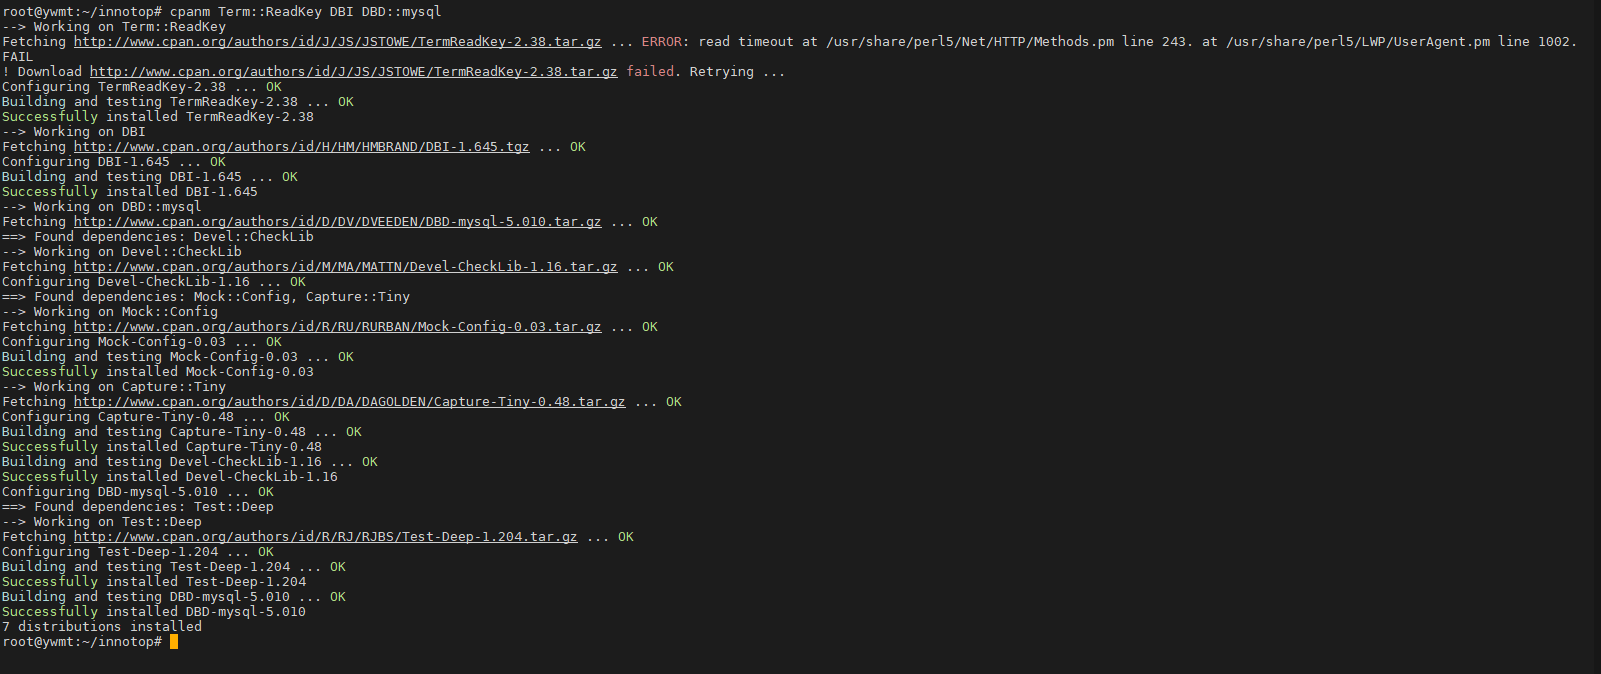 root@ywmt:~/innotop# cpanm Term::ReadKey DBI DBD::mysql
--> Working on Term::ReadKey
Fetching http://www.cpan.org/authors/id/J/JS/JSTOWE/TermReadKey-2.38.tar.gz ... ERROR: read timeout at /usr/share/perl5/Net/HTTP/Methods.pm line 243. at /usr/share/perl5/LWP/UserAgent.pm line 1002.
FAIL
! Download http://www.cpan.org/authors/id/J/JS/JSTOWE/TermReadKey-2.38.tar.gz failed. Retrying ...
Configuring TermReadKey-2.38 ... OK
Building and testing TermReadKey-2.38 ... OK
Successfully installed TermReadKey-2.38
--> Working on DBI
Fetching http://www.cpan.org/authors/id/H/HM/HMBRAND/DBI-1.645.tgz ... OK
Configuring DBI-1.645 ... OK
Building and testing DBI-1.645 ... OK
Successfully installed DBI-1.645
--> Working on DBD::mysql
Fetching http://www.cpan.org/authors/id/D/DV/DVEEDEN/DBD-mysql-5.010.tar.gz ... OK
==> Found dependencies: Devel::CheckLib
--> Working on Devel::CheckLib
Fetching http://www.cpan.org/authors/id/M/MA/MATTN/Devel-CheckLib-1.16.tar.gz ... OK
Configuring Devel-CheckLib-1.16 ... OK
==> Found dependencies: Mock::Config, Capture::Tiny
--> Working on Mock::Config
Fetching http://www.cpan.org/authors/id/R/RU/RURBAN/Mock-Config-0.03.tar.gz ... OK
Configuring Mock-Config-0.03 ... OK
Building and testing Mock-Config-0.03 ... OK
Successfully installed Mock-Config-0.03
--> Working on Capture::Tiny
Fetching http://www.cpan.org/authors/id/D/DA/DAGOLDEN/Capture-Tiny-0.48.tar.gz ... OK
Configuring Capture-Tiny-0.48 ... OK
Building and testing Capture-Tiny-0.48 ... OK
Successfully installed Capture-Tiny-0.48
Building and testing Devel-CheckLib-1.16 ... OK
Successfully installed Devel-CheckLib-1.16
Configuring DBD-mysql-5.010 ... OK
==> Found dependencies: Test::Deep
--> Working on Test::Deep
Fetching http://www.cpan.org/authors/id/R/RJ/RJBS/Test-Deep-1.204.tar.gz ... OK
Configuring Test-Deep-1.204 ... OK
Building and testing Test-Deep-1.204 ... OK
Successfully installed Test-Deep-1.204
Building and testing DBD-mysql-5.010 ... OK
Successfully installed DBD-mysql-5.010
7 distributions installed
root@ywmt:~/innotop#